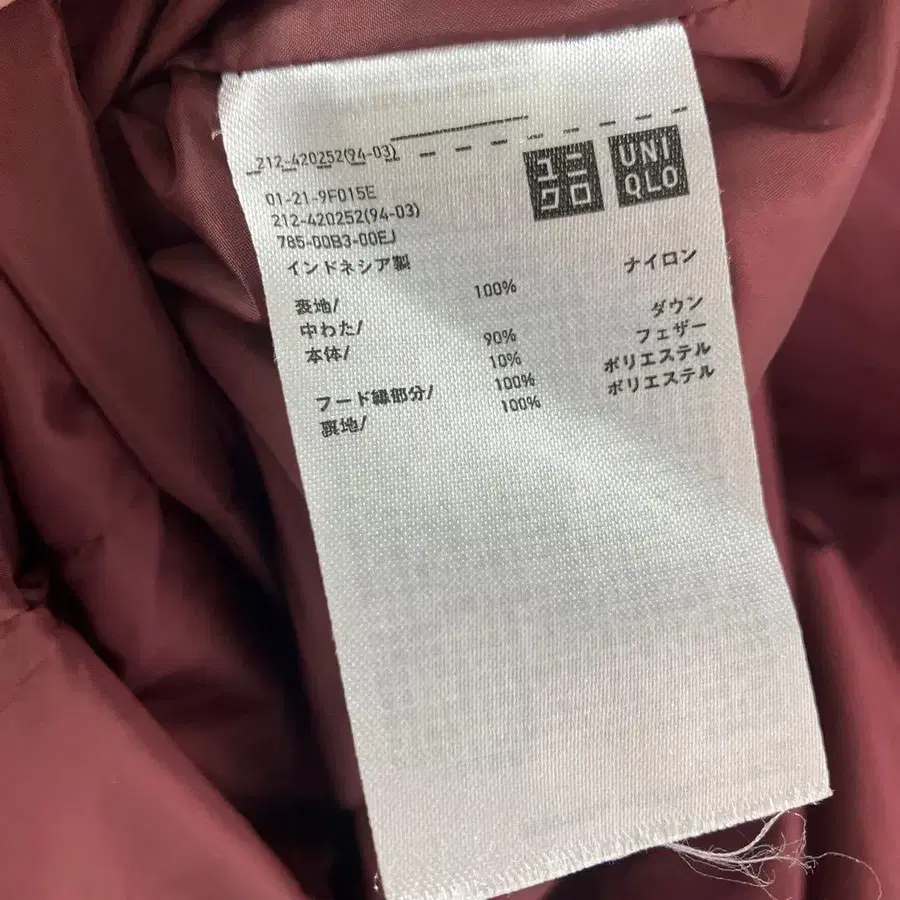 212-420252(94-03)
ユニクロ UNIQLO
01-21-9F015E
212-420252(94-03)
785-00B3-00EJ
インドネシア製
表地/ 100% ナイロン
中わた/
本体/ 90% ダウン
10% フェザー
フード縁部分/ 100% ポリエステル
裏地/ 100% ポリエステル